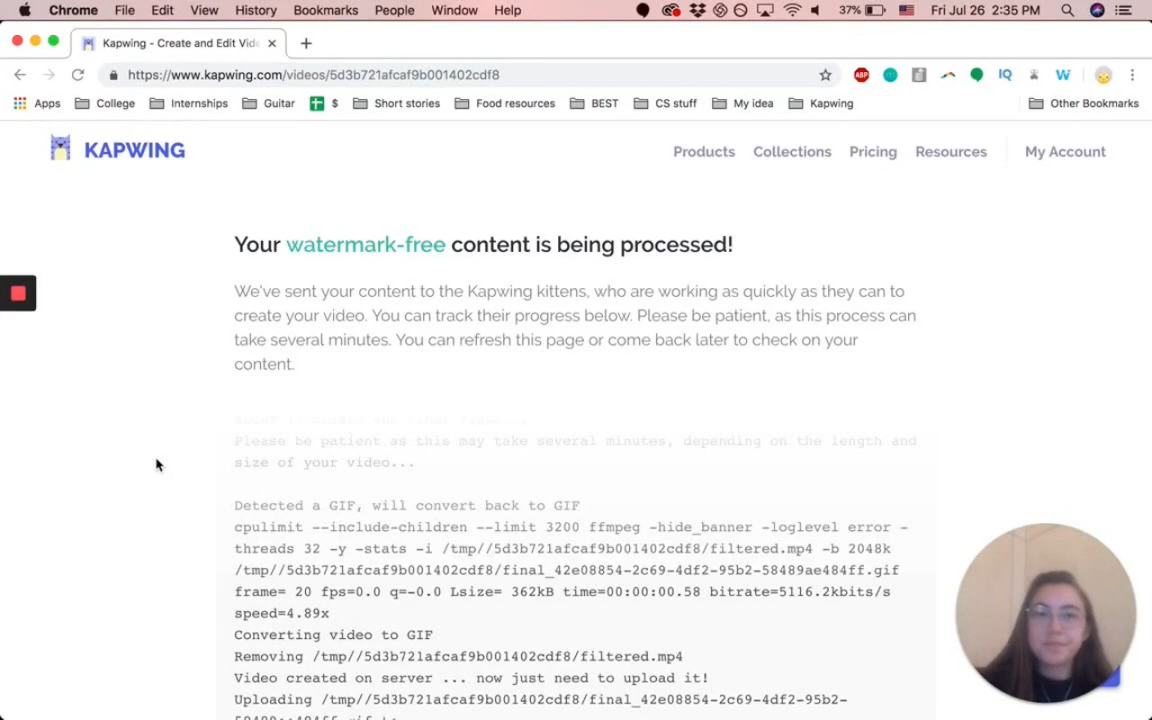 Chrome File Edit View History Bookmarks People Window Help 37% Fri Jul 26 2:35 PM
Kapwing - Create and Edit Vide
https://www.kapwing.com/videos/5d3b721afcaf9b001402cdf8 ABP IQ W
Apps College Internships Guitar $ Short stories Food resources BEST CS stuff My idea Kapwing Other Bookmarks
KAPWING Products Collections Pricing Resources My Account
Your watermark-free content is being processed!
We've sent your content to the Kapwing kittens, who are working as quickly as they can to
create your video. You can track their progress below. Please be patient, as this process can
take several minutes. You can refresh this page or come back later to check on your
content.
Please be patient as this may take several minutes, depending on the length and
size of your video...
Detected a GIF, will convert back to GIF
cpulimit --include-children --limit 3200 ffmpeg -hide_banner -loglevel error -
threads 32 -y -stats -i /tmp//5d3b721afcaf9b001402cdf8/filtered.mp4 -b 2048k
/tmp//5d3b721afcaf9b001402cdf8/final_42e08854-2c69-4df2-95b2-58489ae484ff.gif
frame= 20 fps=0.0 q=-0.0 Lsize= 362kB time=00:00:00.58 bitrate=5116.2kbits/s
speed=4.89x
Converting video to GIF
Removing /tmp//5d3b721afcaf9b001402cdf8/filtered.mp4
Video created on server ... now just need to upload it!
Uploading /tmp//5d3b721afcaf9b001402cdf8/final_42e08854-2c69-4df2-95b2-